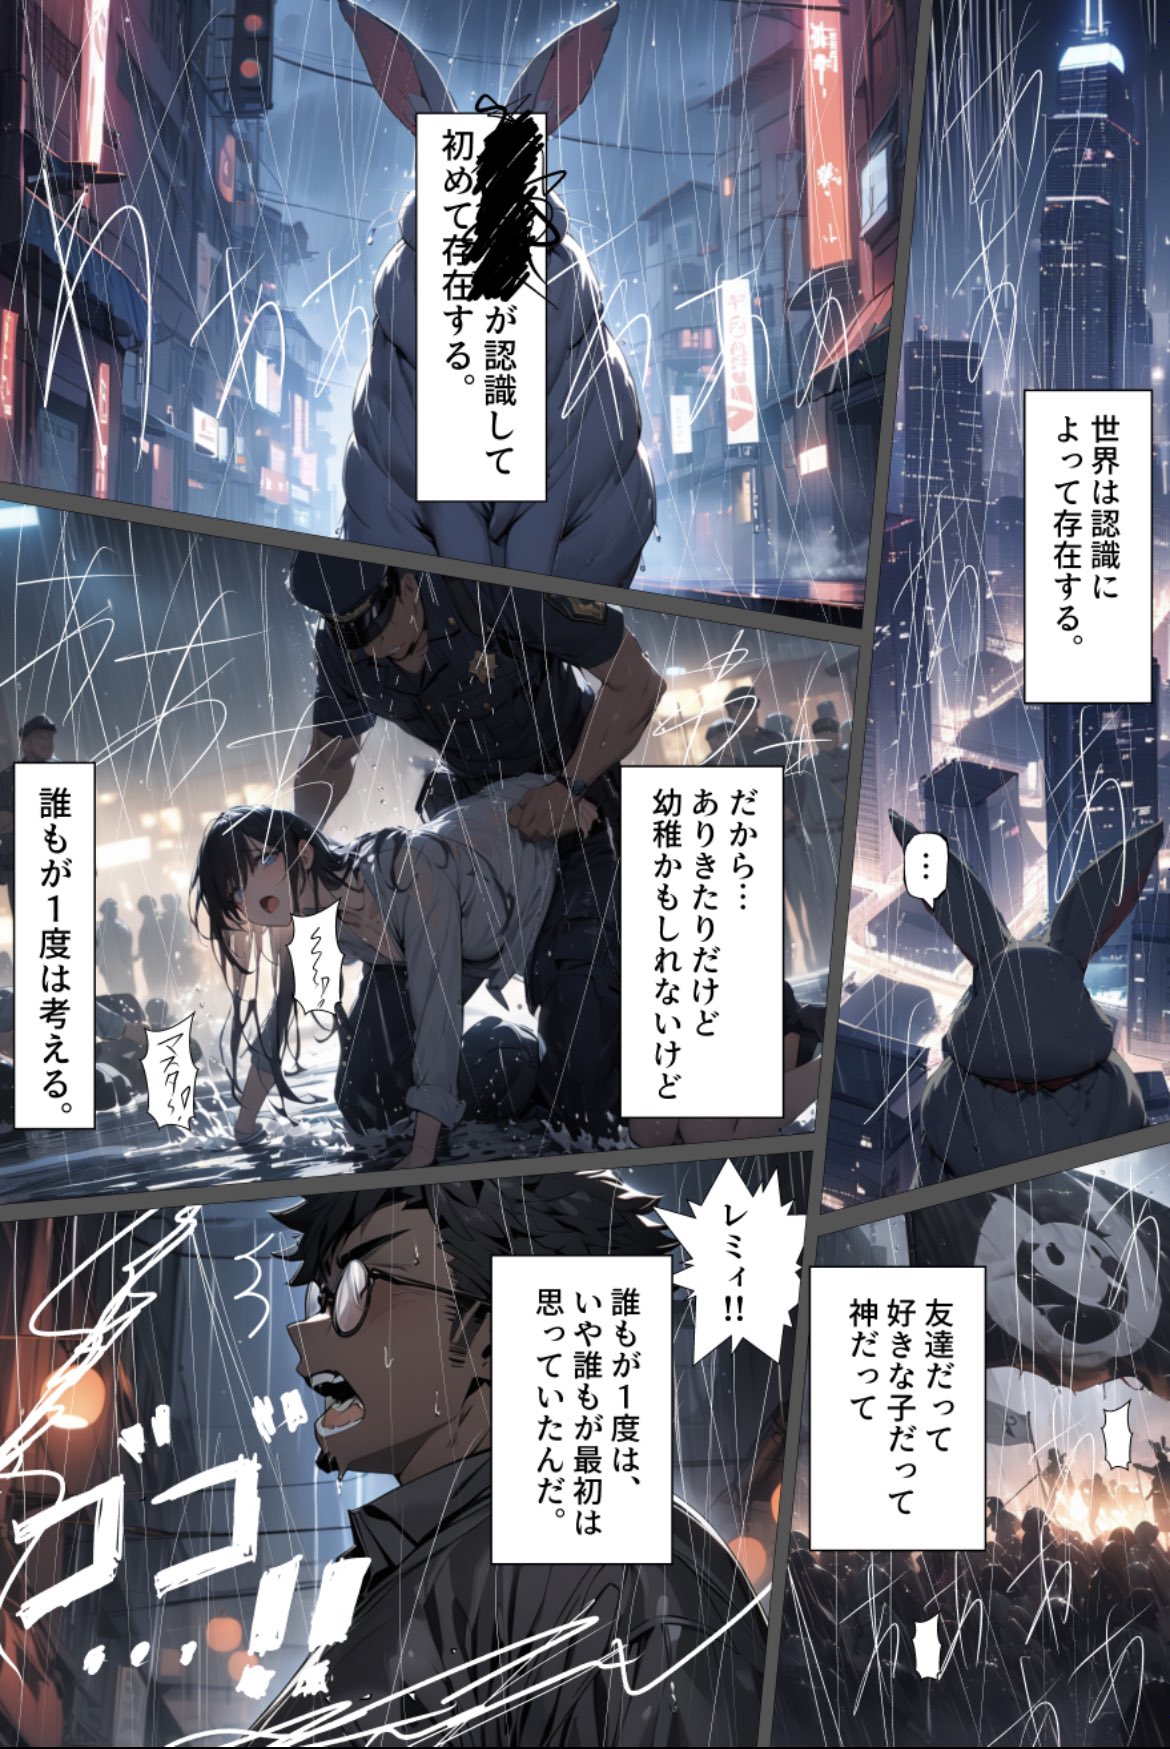 世界は認識に
よって存在する。
…
が認識して
初めて存在する。
だから…
ありきたりだけど
幼稚かもしれないけど
マスタ〜!
誰もが1度は考える。
友達だって
好きな子だって
神だって
レミィ!!
誰もが1度は、
いや誰もが最初は
思っていたんだ。
ゴゴ